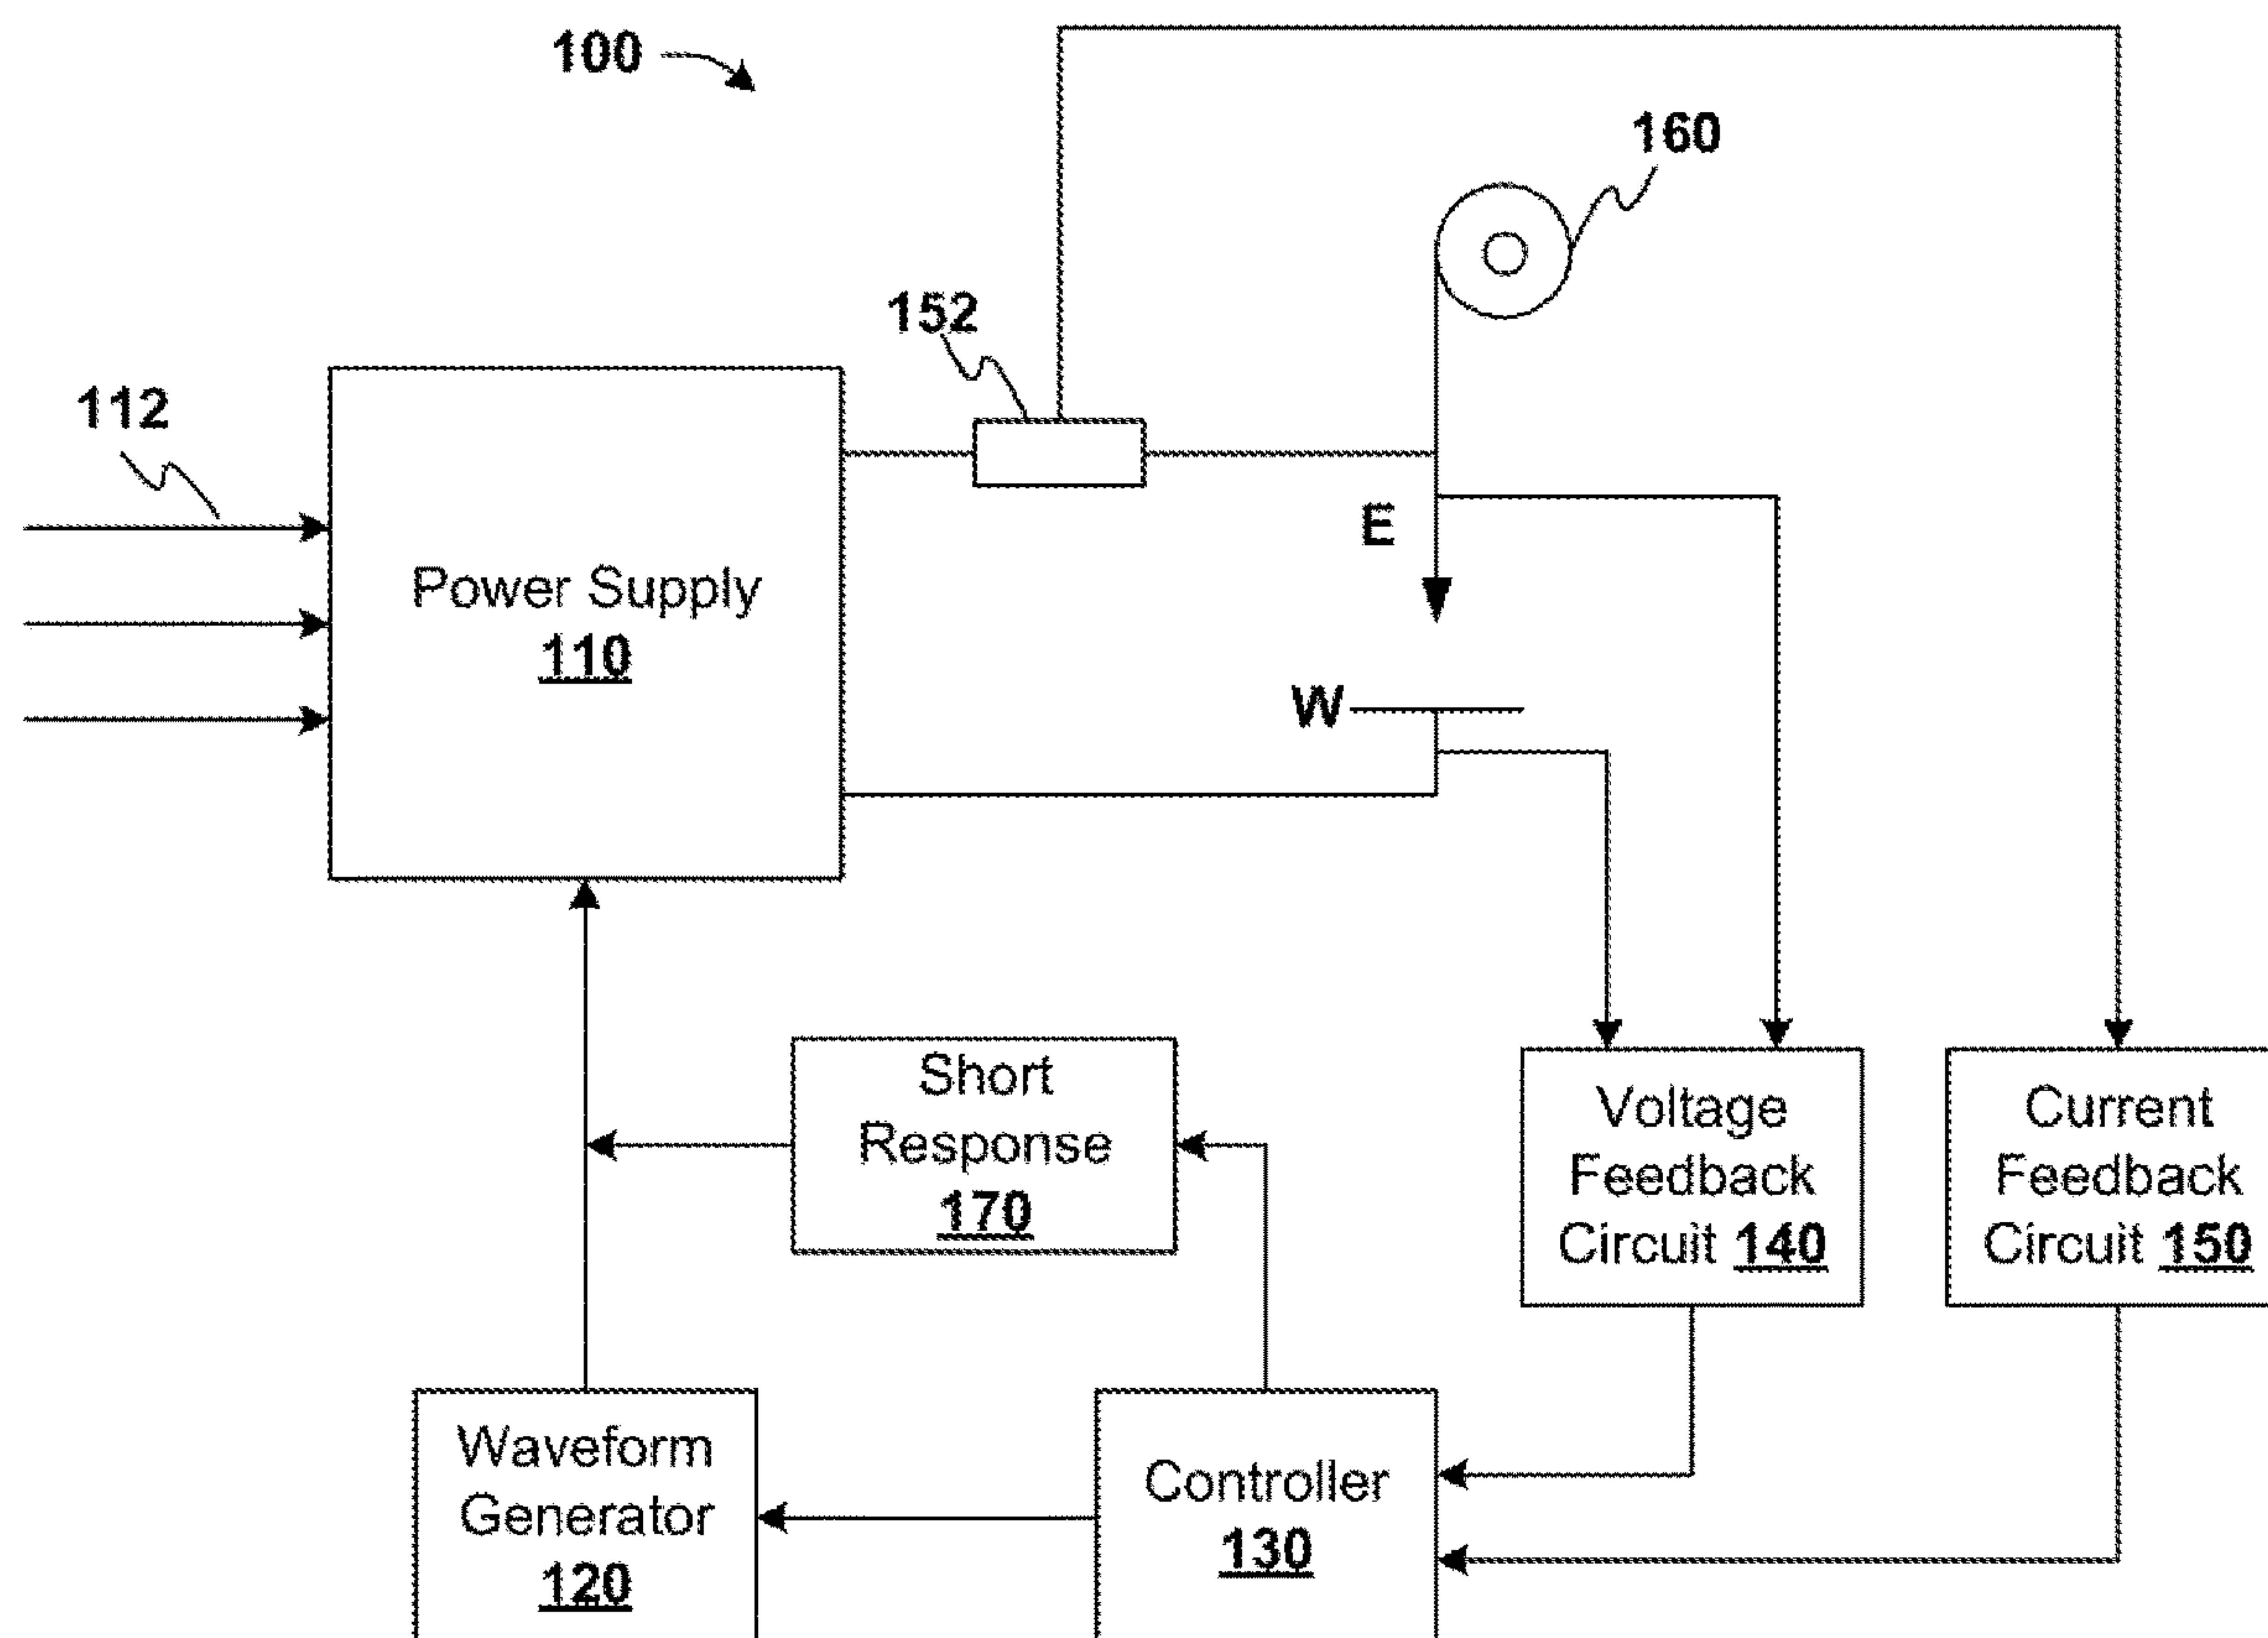 100
160
152
112
E
Power Supply
110
W
Short
Response
170
Voltage
Feedback
Circuit 140
Current
Feedback
Circuit 150
Waveform
Generator
120
Controller
130